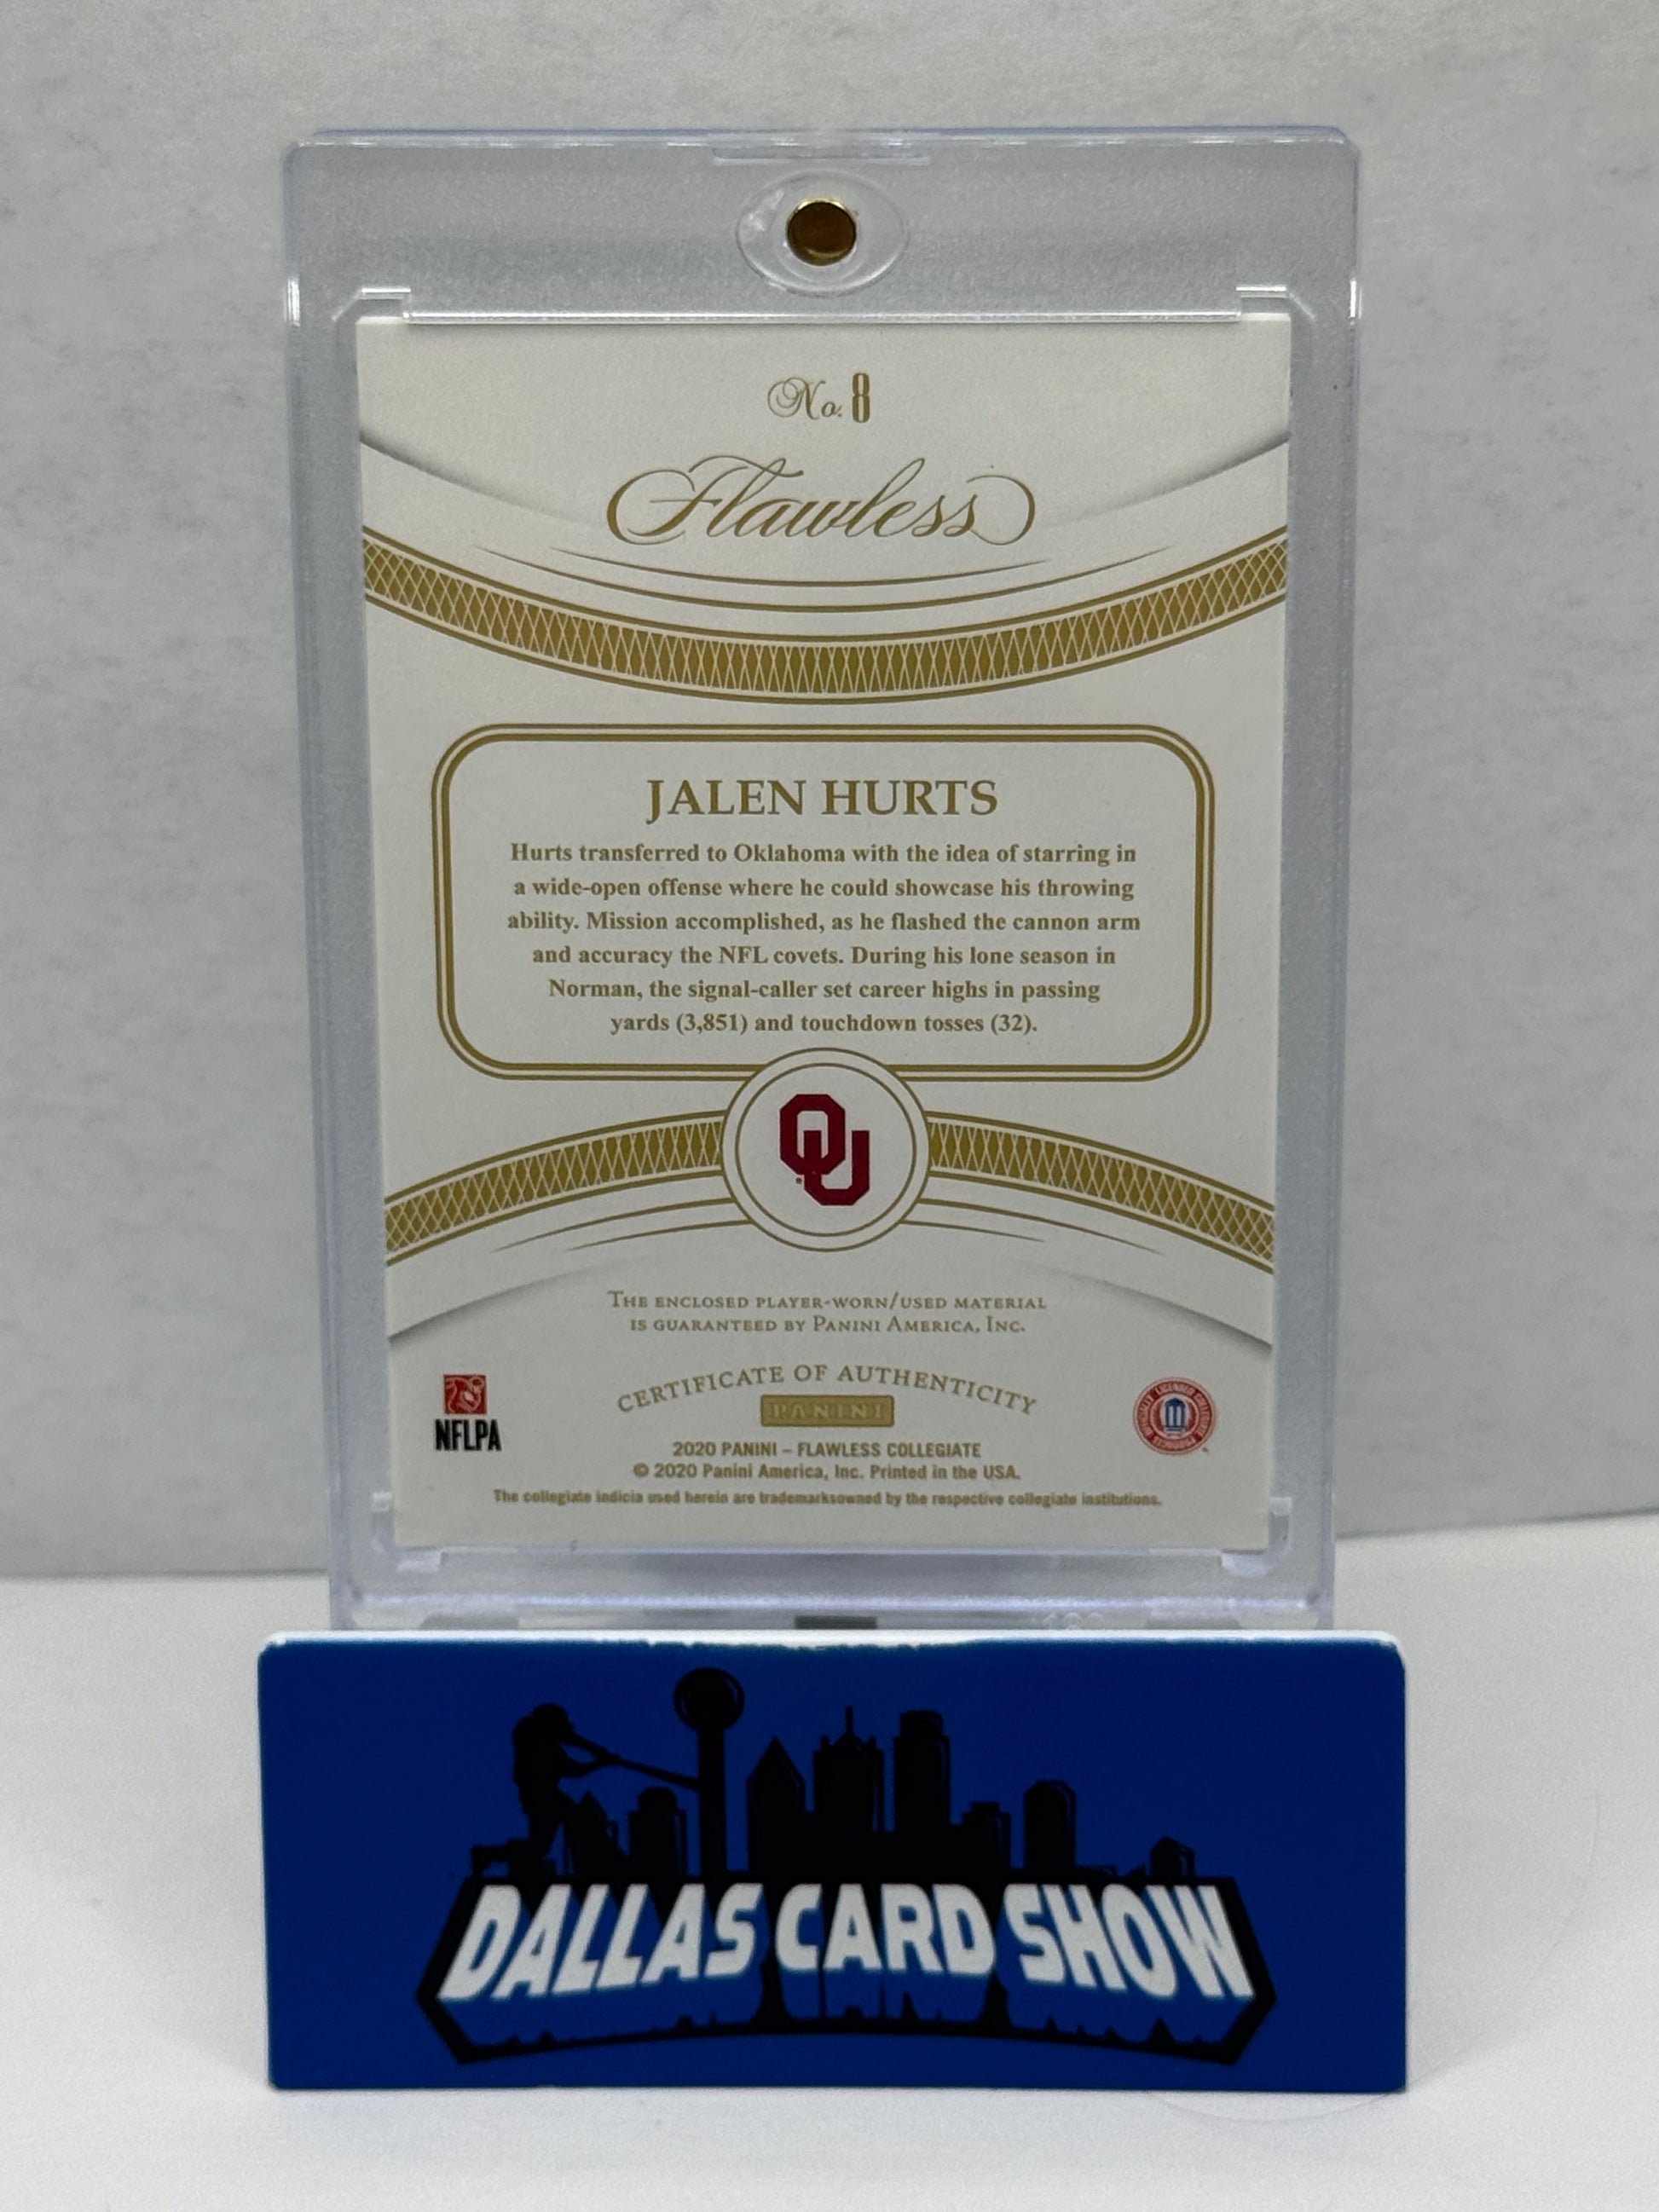 No. 8
Flawless
JALEN HURTS
Hurts transferred to Oklahoma with the idea of starring in
a wide-open offense where he could showcase his throwing
ability. Mission accomplished, as he flashed the cannon arm
and accuracy the NFL covets. During his lone season in
Norman, the signal-caller set career highs in passing
yards (3,851) and touchdown tosses (32).
OU
THE ENCLOSED PLAYER-WORN/USED MATERIAL
IS GUARANTEED BY PANINI AMERICA, INC.
CERTIFICATE OF AUTHENTICITY
PANINI
NFLPA
OFFICIALLY LICENSED COLLEGIATE PRODUCTS
2020 PANINI – FLAWLESS COLLEGIATE
© 2020 Panini America, Inc. Printed in the USA.
The collegiate indicia used herein are trademarksowned by the respective collegiate institutions.
DALLAS CARD SHOW